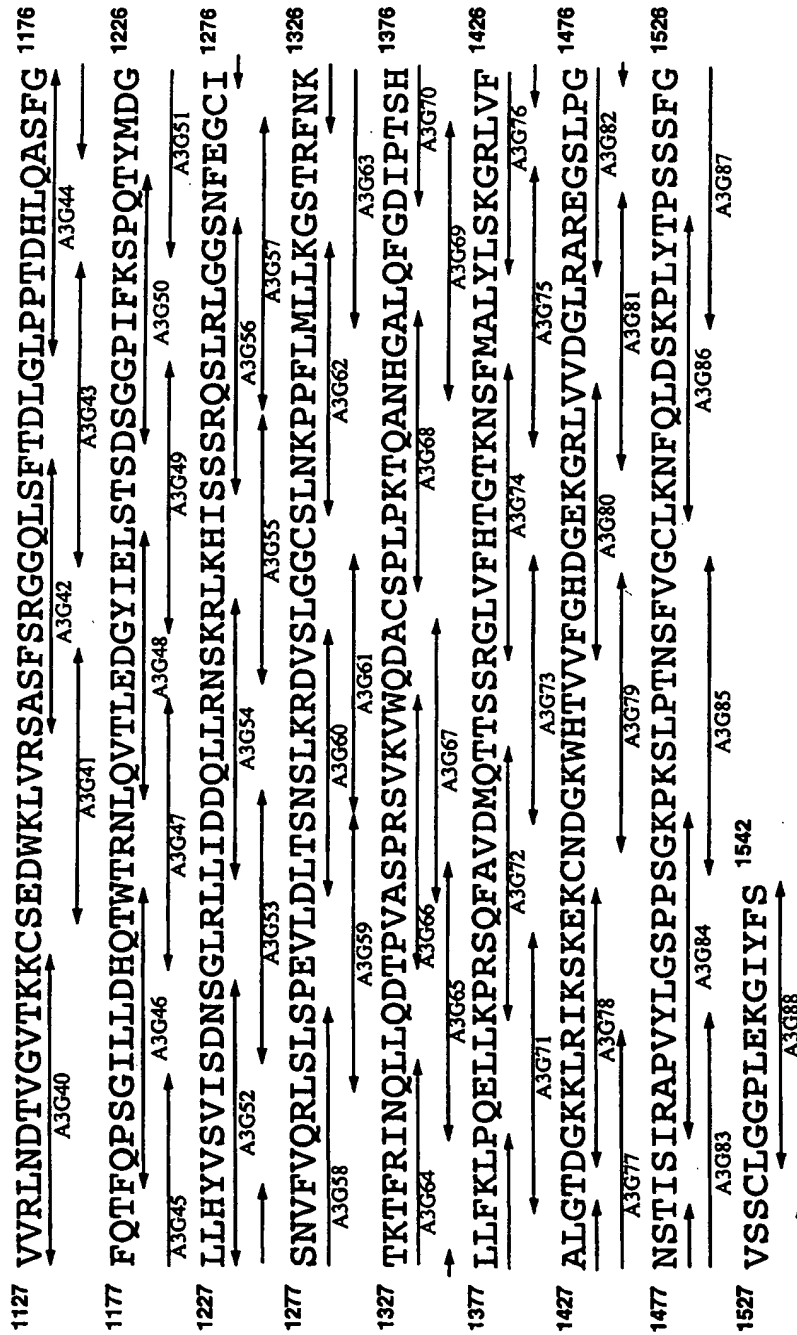 1127 VVRLNDTVGVTKKCSEDWKLVRSASFSRGGQLSFTDLGLPPTDHLQASFG 1176
A3G40 A3G42 A3G44
A3G41 A3G43
1177 FQTFQPSGILLDHQTWTRNLQVTLEDGYIELSTSDSGGPIFKSPQTYMDG 1226
A3G46 A3G48 A3G50
A3G45 A3G47 A3G49 A3G51
1227 LLHYVSVISDNSGLRLLIDDQLLRNSKRLKHISSSRQSLRLGGSNFEGCI 1276
A3G52 A3G54 A3G56
A3G53 A3G55 A3G57
1277 SNVFVQRLSLSPEVLDLTSNSLKRDVSLGGCSLNKPPFLMLLKGSTRFNK 1326
A3G58 A3G60 A3G62
A3G59 A3G61 A3G63
1327 TKTFRINQLLQDTPVASPRSVKVWQDACSPLPKTQANHGALQFGDIPTSH 1376
A3G64 A3G66 A3G68 A3G70
A3G65 A3G67 A3G69
1377 LLFKLPQELLKPRSQFAVDMQTTSSRGLVFHTGTKNSFMALYLSKGRLVF 1426
A3G72 A3G74 A3G76
A3G71 A3G73 A3G75
1427 ALGTDGKKLRIKSKEKCNDGKWHTVVFGHDGEKGRLVVDGLRAREGSLPG 1476
A3G78 A3G80 A3G82
A3G77 A3G79 A3G81
1477 NSTISIRAPVYLGSPPSGKPKSLPTNSFVGCLKNFQLDSKPLYTPSSSFG 1526
A3G84 A3G86
A3G83 A3G85 A3G87
1527 VSSCLGGPLEKGIYFS 1542
A3G88